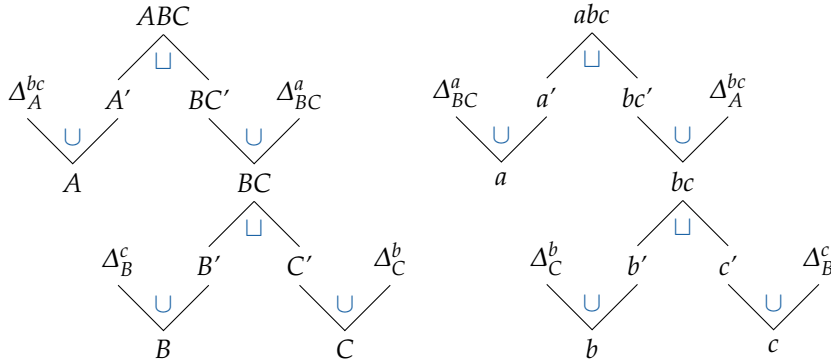 ABC abc
⊔ ⊔
Δ_A^{bc} A′ BC′ Δ_{BC}^a Δ_{BC}^a a′ bc′ Δ_A^{bc}
∪ ∪ ∪ ∪
A BC a bc
⊔ ⊔
Δ_B^c B′ C′ Δ_C^b Δ_C^b b′ c′ Δ_B^c
∪ ∪ ∪ ∪
B C b c